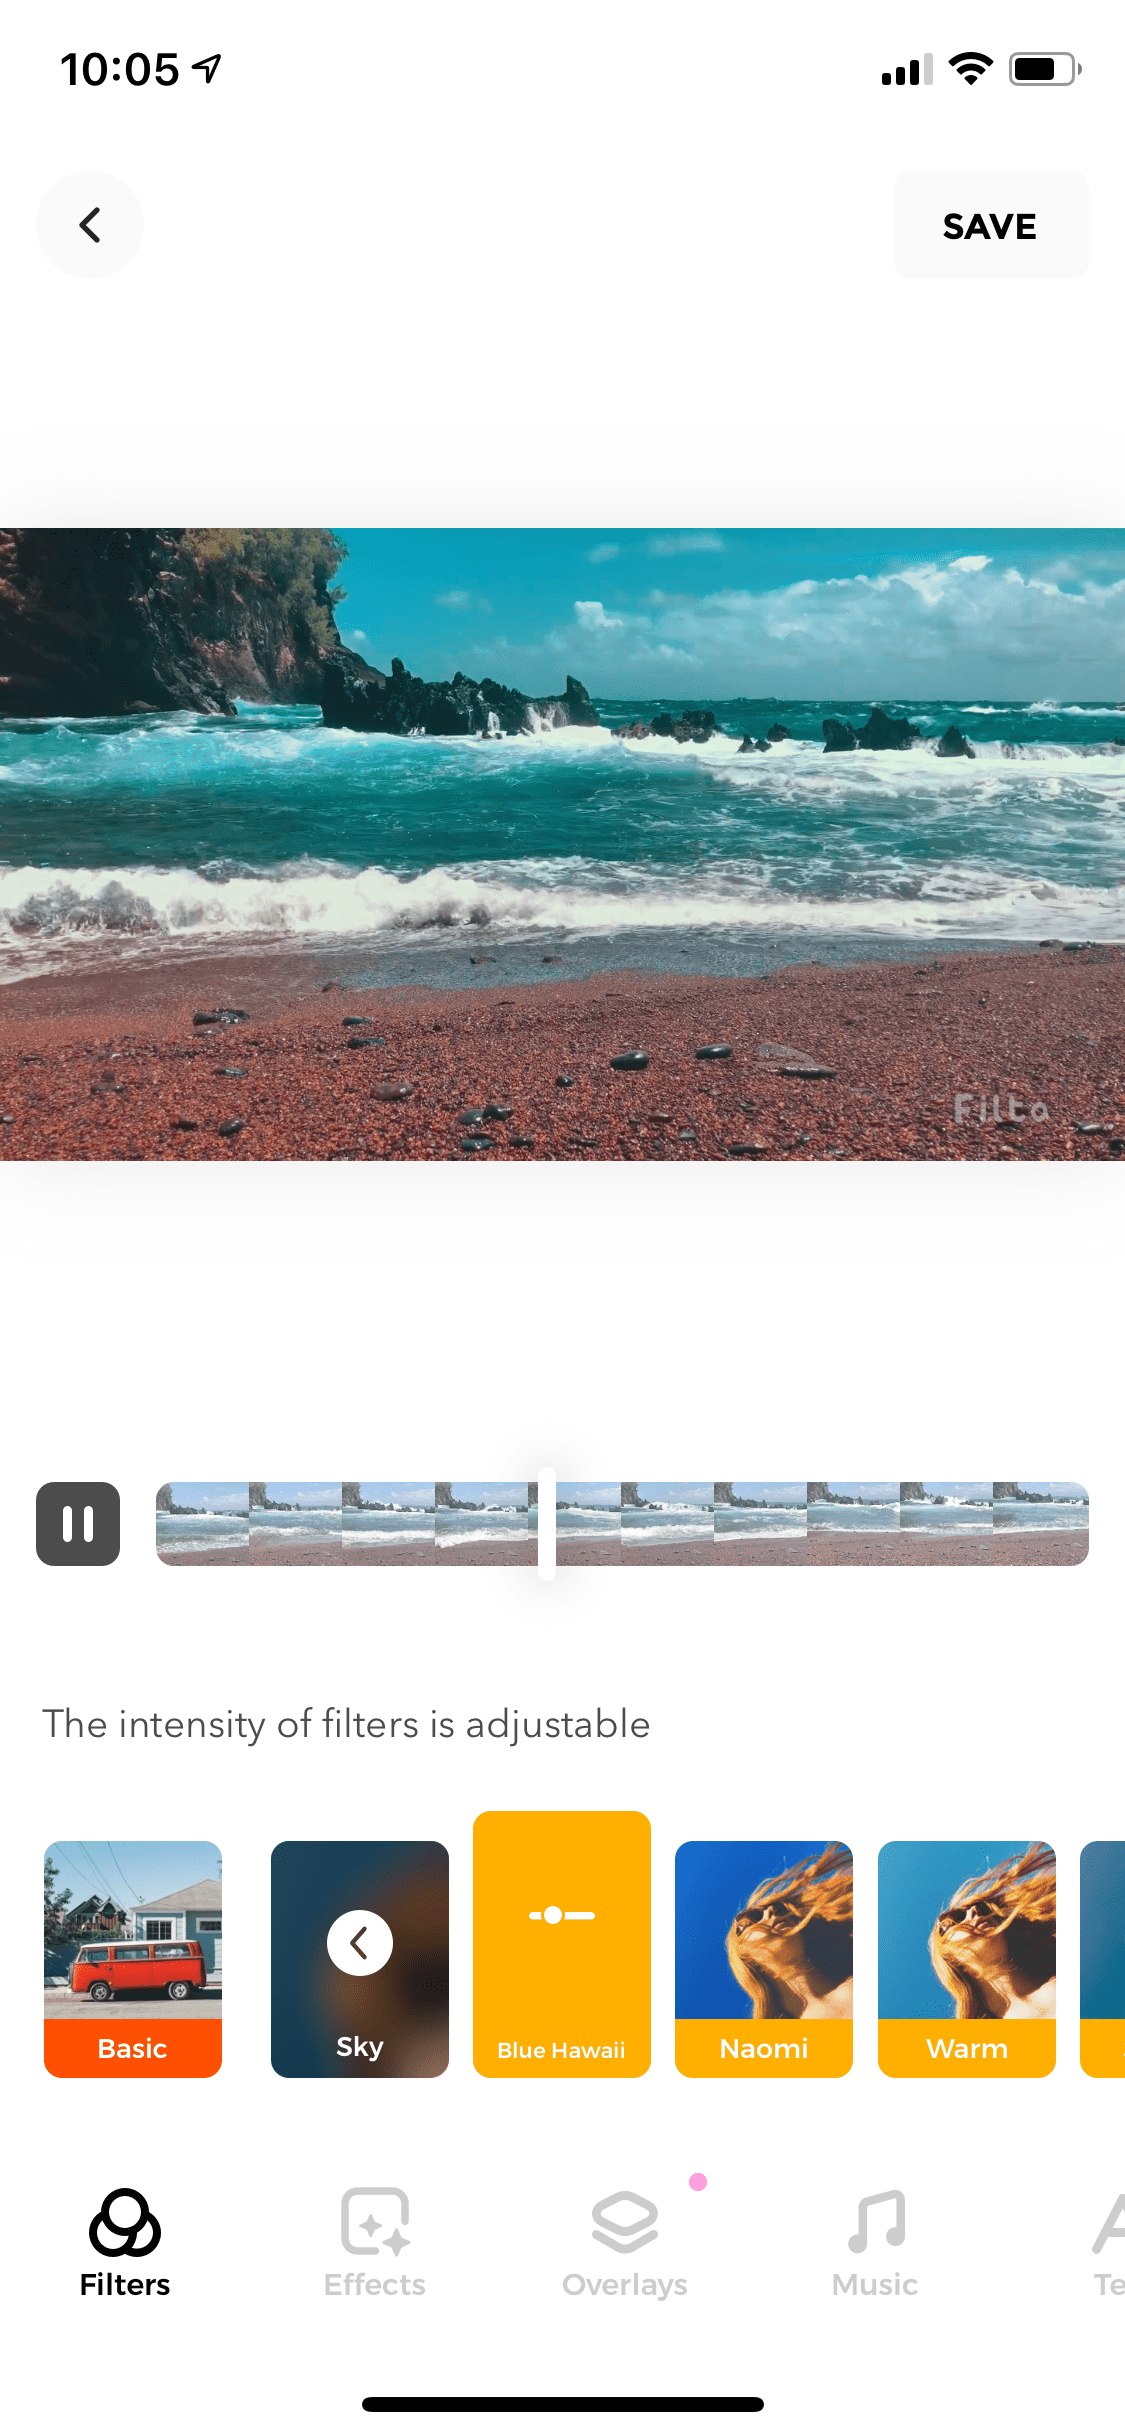 10:05
SAVE
Filto
The intensity of filters is adjustable
Basic
Sky
Blue Hawaii
Naomi
Warm
Filters
Effects
Overlays
Music